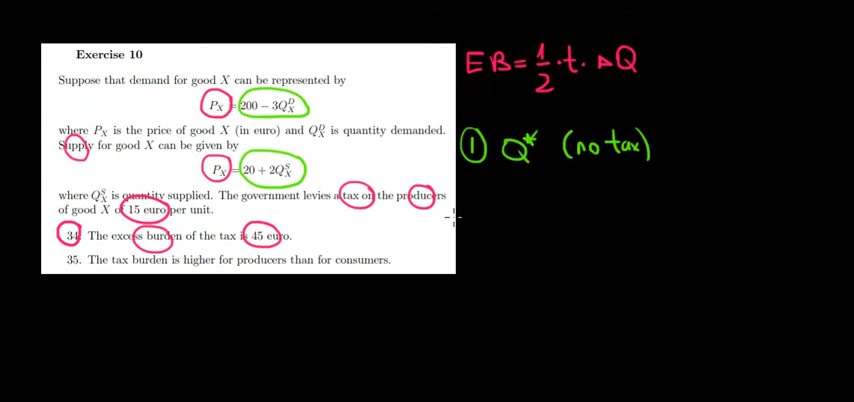 Exercise 10
Suppose that demand for good X can be represented by
P_X = 200 − 3Q_X^D
where P_X is the price of good X (in euro) and Q_X^D is quantity demanded.
Supply for good X can be given by
P_X = 20 + 2Q_X^S
where Q_X^S is quantity supplied. The government levies a tax on the producers
of good X of 15 euro per unit.
34. The excess burden of the tax is 45 euro.
35. The tax burden is higher for producers than for consumers.
EB = 1/2 · t · ΔQ
① Q* (no tax)